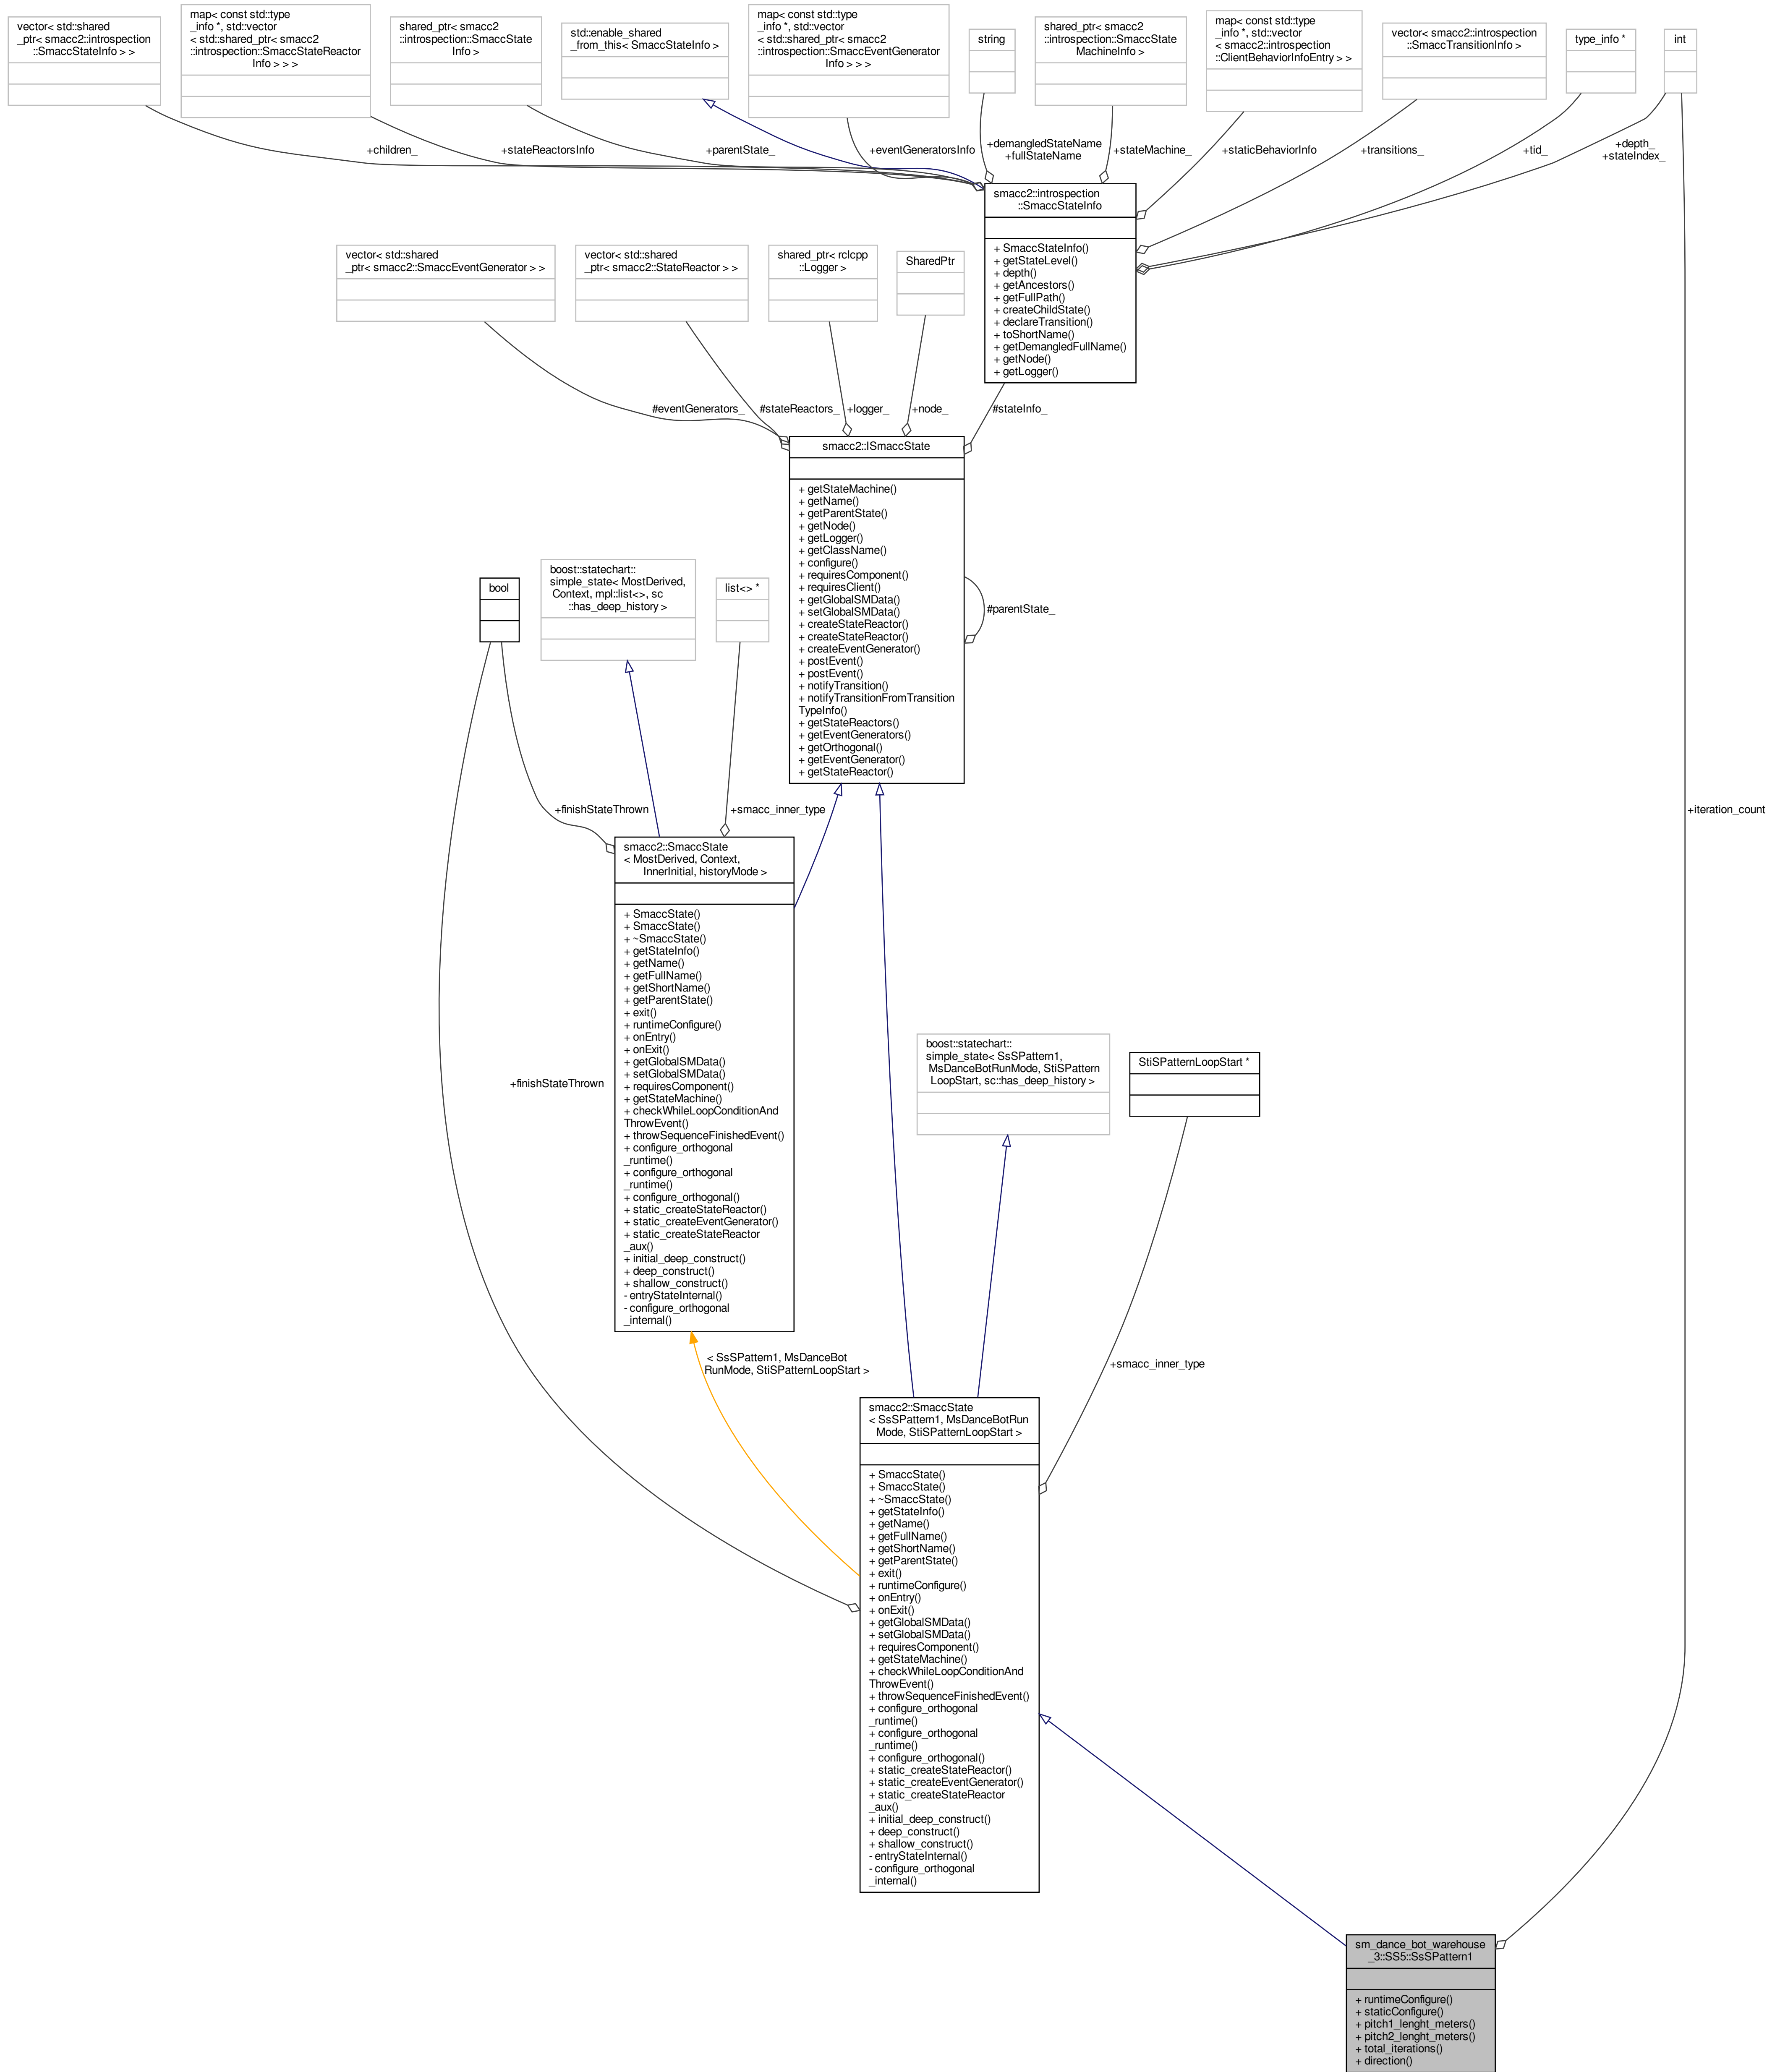 vector< std::shared
_ptr< smacc2::introspection
::SmaccStateInfo > >
map< const std::type
_info *, std::vector
< std::shared_ptr< smacc2
::introspection::SmaccStateReactor
Info > > >
shared_ptr< smacc2
::introspection::SmaccState
Info >
std::enable_shared
_from_this< SmaccStateInfo >
map< const std::type
_info *, std::vector
< std::shared_ptr< smacc2
::introspection::SmaccEventGenerator
Info > > >
string
shared_ptr< smacc2
::introspection::SmaccState
MachineInfo >
map< const std::type
_info *, std::vector
< smacc2::introspection
::ClientBehaviorInfoEntry > >
vector< smacc2::introspection
::SmaccTransitionInfo >
type_info *
int
+children_
+stateReactorsInfo
+parentState_
+eventGeneratorsInfo
+demangledStateName
+fullStateName
+stateMachine_
+staticBehaviorInfo
+transitions_
+tid_
+depth_
+stateIndex_
smacc2::introspection
::SmaccStateInfo
+ SmaccStateInfo()
+ getStateLevel()
+ depth()
+ getAncestors()
+ getFullPath()
+ createChildState()
+ declareTransition()
+ toShortName()
+ getDemangledFullName()
+ getNode()
+ getLogger()
vector< std::shared
_ptr< smacc2::SmaccEventGenerator > >
vector< std::shared
_ptr< smacc2::StateReactor > >
shared_ptr< rclcpp
::Logger >
SharedPtr
#eventGenerators_
#stateReactors_
+logger_
+node_
#stateInfo_
smacc2::ISmaccState
+ getStateMachine()
+ getName()
+ getParentState()
+ getNode()
+ getLogger()
+ getClassName()
+ configure()
+ requiresComponent()
+ requiresClient()
+ getGlobalSMData()
+ setGlobalSMData()
+ createStateReactor()
+ createStateReactor()
+ createEventGenerator()
+ postEvent()
+ postEvent()
+ notifyTransition()
+ notifyTransitionFromTransition
TypeInfo()
+ getStateReactors()
+ getEventGenerators()
+ getOrthogonal()
+ getEventGenerator()
+ getStateReactor()
#parentState_
bool
boost::statechart::
simple_state< MostDerived,
Context, mpl::list<>, sc
::has_deep_history >
list<> *
+finishStateThrown
+smacc_inner_type
+iteration_count
smacc2::SmaccState
< MostDerived, Context,
InnerInitial, historyMode >
+ SmaccState()
+ SmaccState()
+ ~SmaccState()
+ getStateInfo()
+ getName()
+ getFullName()
+ getShortName()
+ getParentState()
+ exit()
+ runtimeConfigure()
+ onEntry()
+ onExit()
+ getGlobalSMData()
+ setGlobalSMData()
+ requiresComponent()
+ getStateMachine()
+ checkWhileLoopConditionAnd
ThrowEvent()
+ throwSequenceFinishedEvent()
+ configure_orthogonal
_runtime()
+ configure_orthogonal
_runtime()
+ configure_orthogonal()
+ static_createStateReactor()
+ static_createEventGenerator()
+ static_createStateReactor
_aux()
+ initial_deep_construct()
+ deep_construct()
+ shallow_construct()
- entryStateInternal()
- configure_orthogonal
_internal()
+finishStateThrown
boost::statechart::
simple_state< SsSPattern1,
MsDanceBotRunMode, StiSPattern
LoopStart, sc::has_deep_history >
StiSPatternLoopStart *
< SsSPattern1, MsDanceBot
RunMode, StiSPatternLoopStart >
+smacc_inner_type
smacc2::SmaccState
< SsSPattern1, MsDanceBotRun
Mode, StiSPatternLoopStart >
+ SmaccState()
+ SmaccState()
+ ~SmaccState()
+ getStateInfo()
+ getName()
+ getFullName()
+ getShortName()
+ getParentState()
+ exit()
+ runtimeConfigure()
+ onEntry()
+ onExit()
+ getGlobalSMData()
+ setGlobalSMData()
+ requiresComponent()
+ getStateMachine()
+ checkWhileLoopConditionAnd
ThrowEvent()
+ throwSequenceFinishedEvent()
+ configure_orthogonal
_runtime()
+ configure_orthogonal
_runtime()
+ configure_orthogonal()
+ static_createStateReactor()
+ static_createEventGenerator()
+ static_createStateReactor
_aux()
+ initial_deep_construct()
+ deep_construct()
+ shallow_construct()
- entryStateInternal()
- configure_orthogonal
_internal()
sm_dance_bot_warehouse
_3::SS5::SsSPattern1
+ runtimeConfigure()
+ staticConfigure()
+ pitch1_lenght_meters()
+ pitch2_lenght_meters()
+ total_iterations()
+ direction()